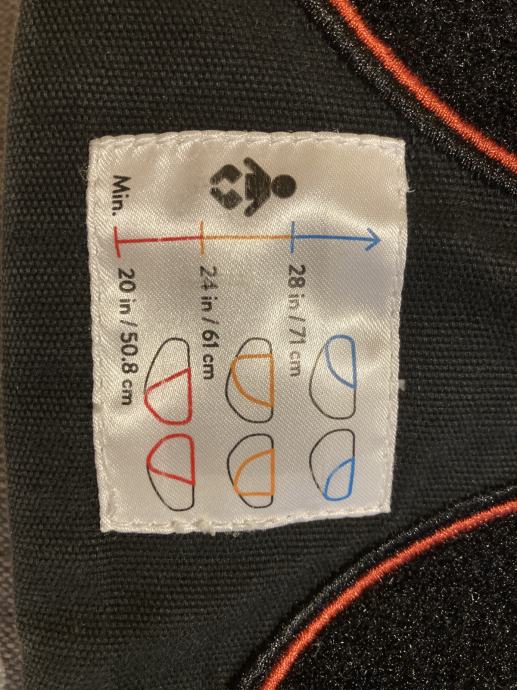 28 in / 71 cm
24 in / 61 cm
Min. 20 in / 50.8 cm